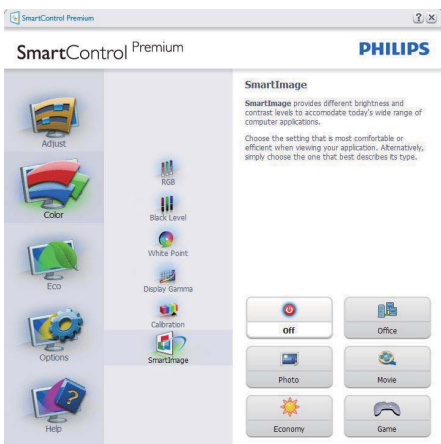 SmartControl Premium
SmartControl Premium
PHILIPS
Adjust
Color
Eco
Options
Help
RGB
Black Level
White Point
Display Gamma
Calibration
SmartImage
SmartImage
SmartImage provides different brightness and
contrast levels to accomodate today's wide range of
computer applications.
Choose the setting that is most comfortable or
efficient when viewing your application. Alternatively,
simply choose the one that best describes its type.
Off
Office
Photo
Movie
Economy
Game